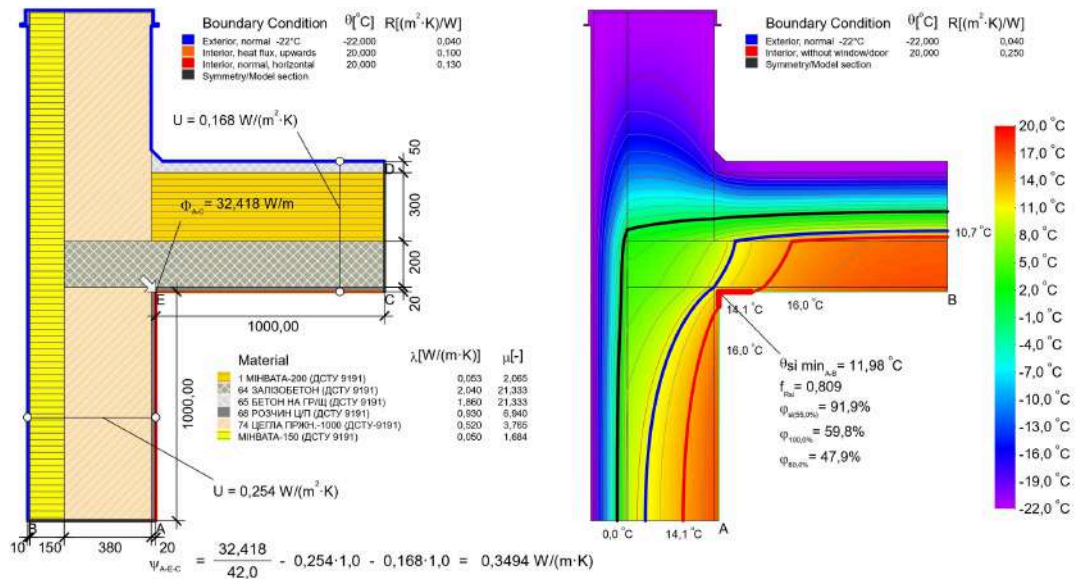 Boundary Condition θ[°C] R[(m²·K)/W]
Exterior, normal -22°C -22,000 0,040
Interior, heat flux, upwards 20,000 0,100
Interior, normal, horizontal 20,000 0,130
Symmetry/Model section
U = 0,168 W/(m²·K)
ΦA-C = 32,418 W/m
50
D
300
200
20
E
C
1000,00
1000,00
Material λ[W/(m·K)] μ[-]
1 МІНВАТА-200 (ДСТУ 9191) 0,053 2,065
64 ЗАЛІЗОБЕТОН (ДСТУ 9191) 2,040 21,333
65 БЕТОН НА ГР/Щ (ДСТУ 9191) 1,860 21,333
68 РОЗЧИН Ц/П (ДСТУ 9191) 0,930 6,940
74 ЦЕГЛА ПРЖН.-1000 (ДСТУ-9191) 0,520 3,765
МІНВАТА-150 (ДСТУ 9191) 0,050 1,684
U = 0,254 W/(m²·K)
B
A
10 150 380 20
ψA-E-C = 32,418 / 42,0 - 0,254·1,0 - 0,168·1,0 = 0,3494 W/(m·K)
Boundary Condition θ[°C] R[(m²·K)/W]
Exterior, normal -22°C -22,000 0,040
Interior, without window/door 20,000 0,250
Symmetry/Model section
10,7 °C
B
14,1 °C
16,0 °C
16,0 °C
θsi minA-B = 11,98 °C
fRsi = 0,809
φsi(55,0%) = 91,9%
φ100,0% = 59,8%
φ80,0% = 47,9%
A
0,0 °C
14,1 °C
20,0 °C
17,0 °C
14,0 °C
11,0 °C
8,0 °C
5,0 °C
2,0 °C
-1,0 °C
-4,0 °C
-7,0 °C
-10,0 °C
-13,0 °C
-16,0 °C
-19,0 °C
-22,0 °C